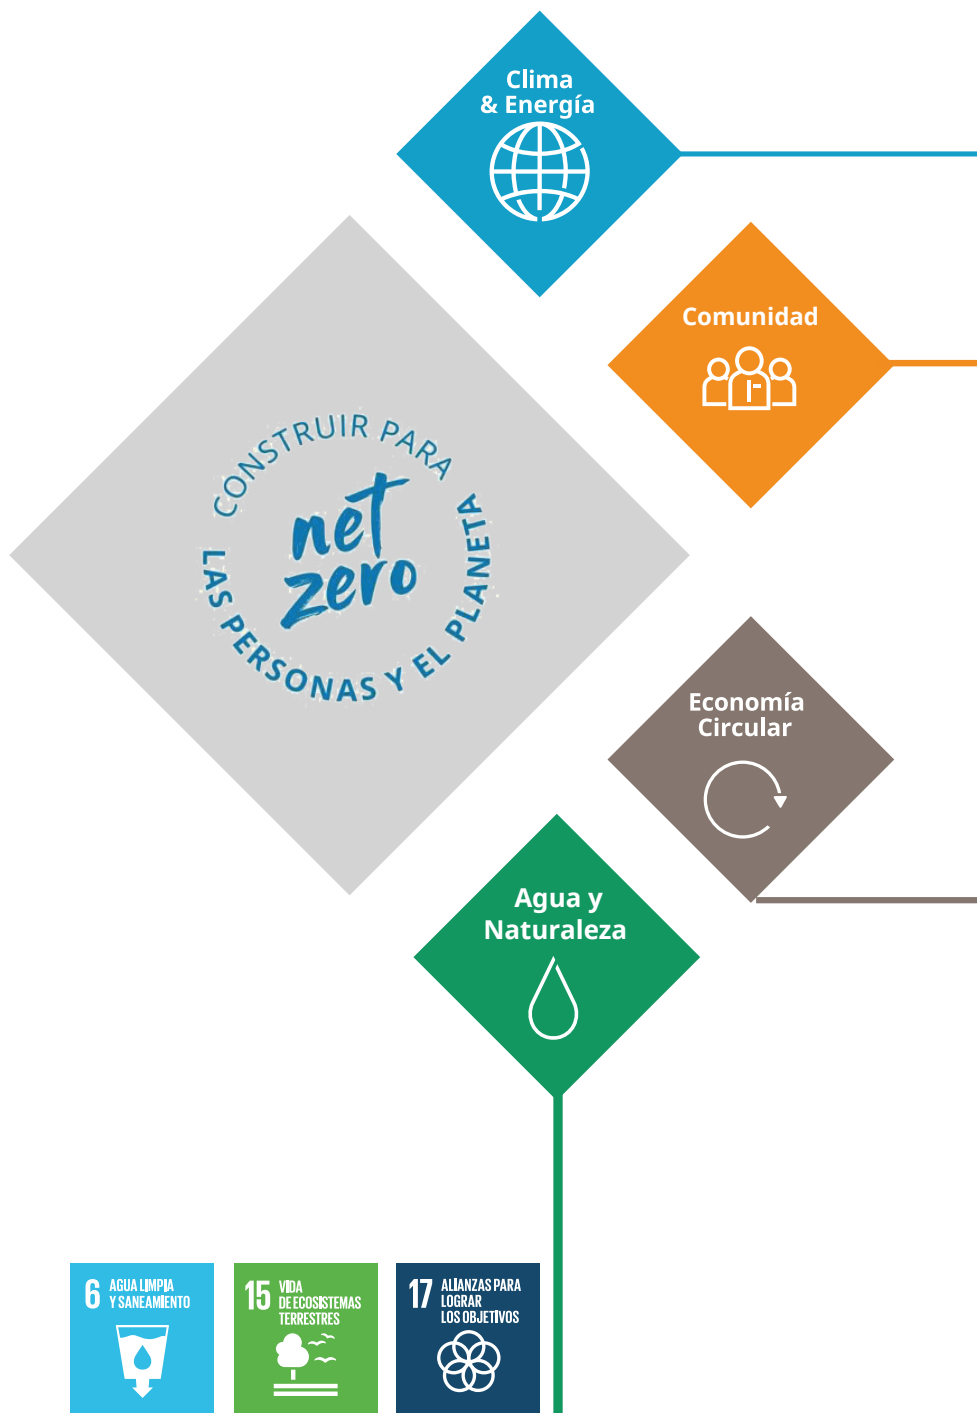 Clima
& Energía
Comunidad
CONSTRUIR PARA
LAS PERSONAS Y EL PLANETA
net
zero
Economía
Circular
Agua y
Naturaleza
6 AGUA LIMPIA
Y SANEAMIENTO
15 VIDA
DE ECOSISTEMAS
TERRESTRES
17 ALIANZAS PARA
LOGRAR
LOS OBJETIVOS